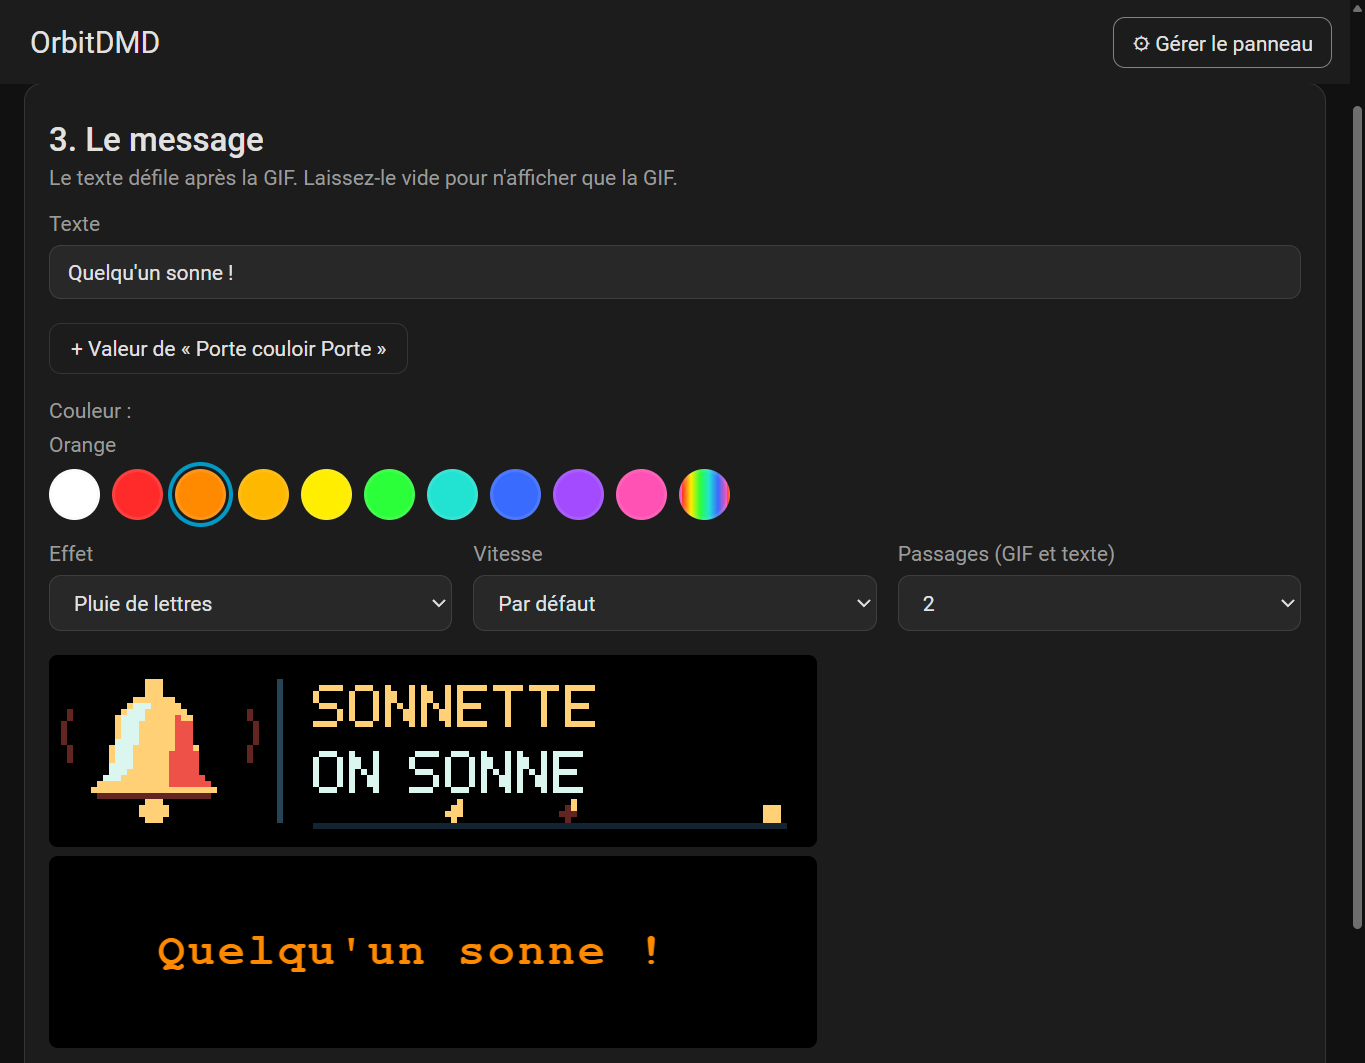 OrbitDMD
⚙ Gérer le panneau
3. Le message
Le texte défile après la GIF. Laissez-le vide pour n'afficher que la GIF.
Texte
Quelqu'un sonne !
+ Valeur de « Porte couloir Porte »
Couleur :
Orange
Effet
Vitesse
Passages (GIF et texte)
Pluie de lettres
Par défaut
2
SONNETTE
ON SONNE
Quelqu'un sonne !